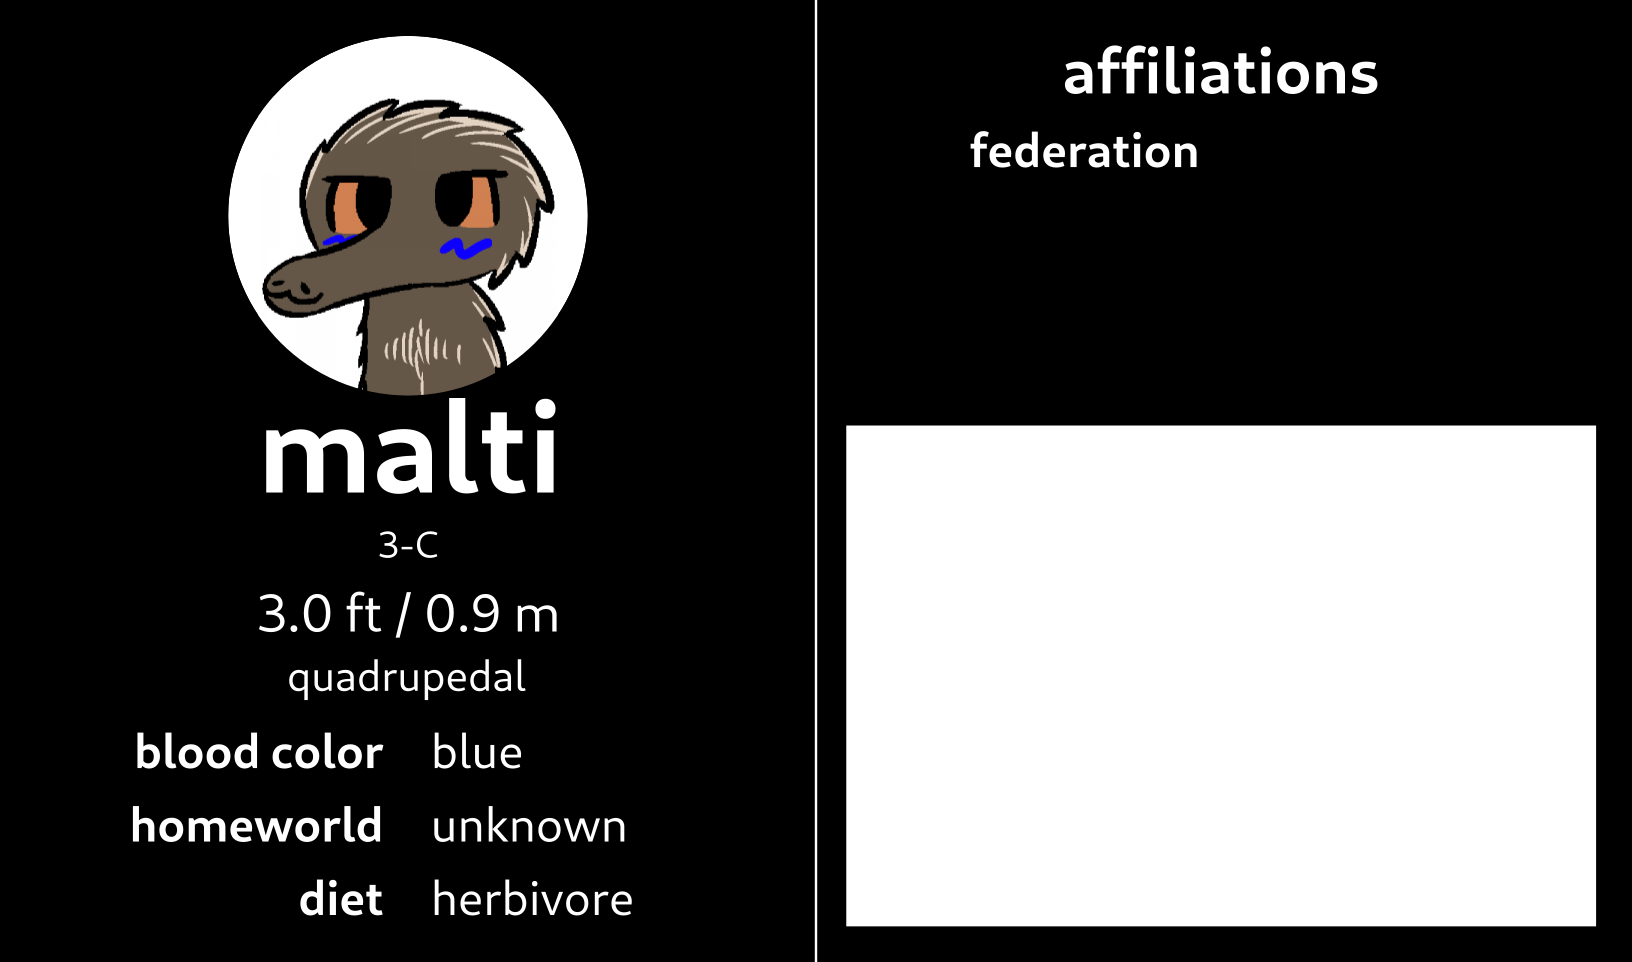 malti
3-C
3.0 ft / 0.9 m
quadrupedal
blood color blue
homeworld unknown
diet herbivore
affiliations
federation